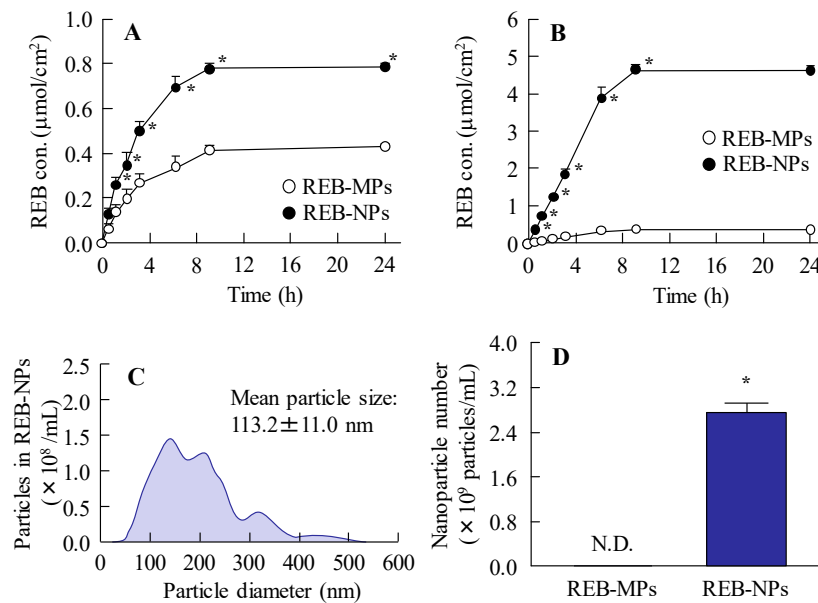 A
REB con. (μmol/cm²)
1.0
0.8
0.6
0.4
0.2
0.0
* * * * * * *
REB-MPs
REB-NPs
0 4 8 12 16 20 24
Time (h)
B
REB con. (μmol/cm²)
6
5
4
3
2
1
0
* * * * * *
REB-MPs
REB-NPs
0 4 8 12 16 20 24
Time (h)
C
Particles in REB-NPs
(×10⁸/mL)
2.5
2.0
1.5
1.0
0.5
0.0
Mean particle size:
113.2±11.0 nm
0 100 200 300 400 500 600
Particle diameter (nm)
D
Nanoparticle number
(×10⁹ particles/mL)
4.0
3.2
2.4
1.6
0.8
0.0
N.D.
*
REB-MPs REB-NPs